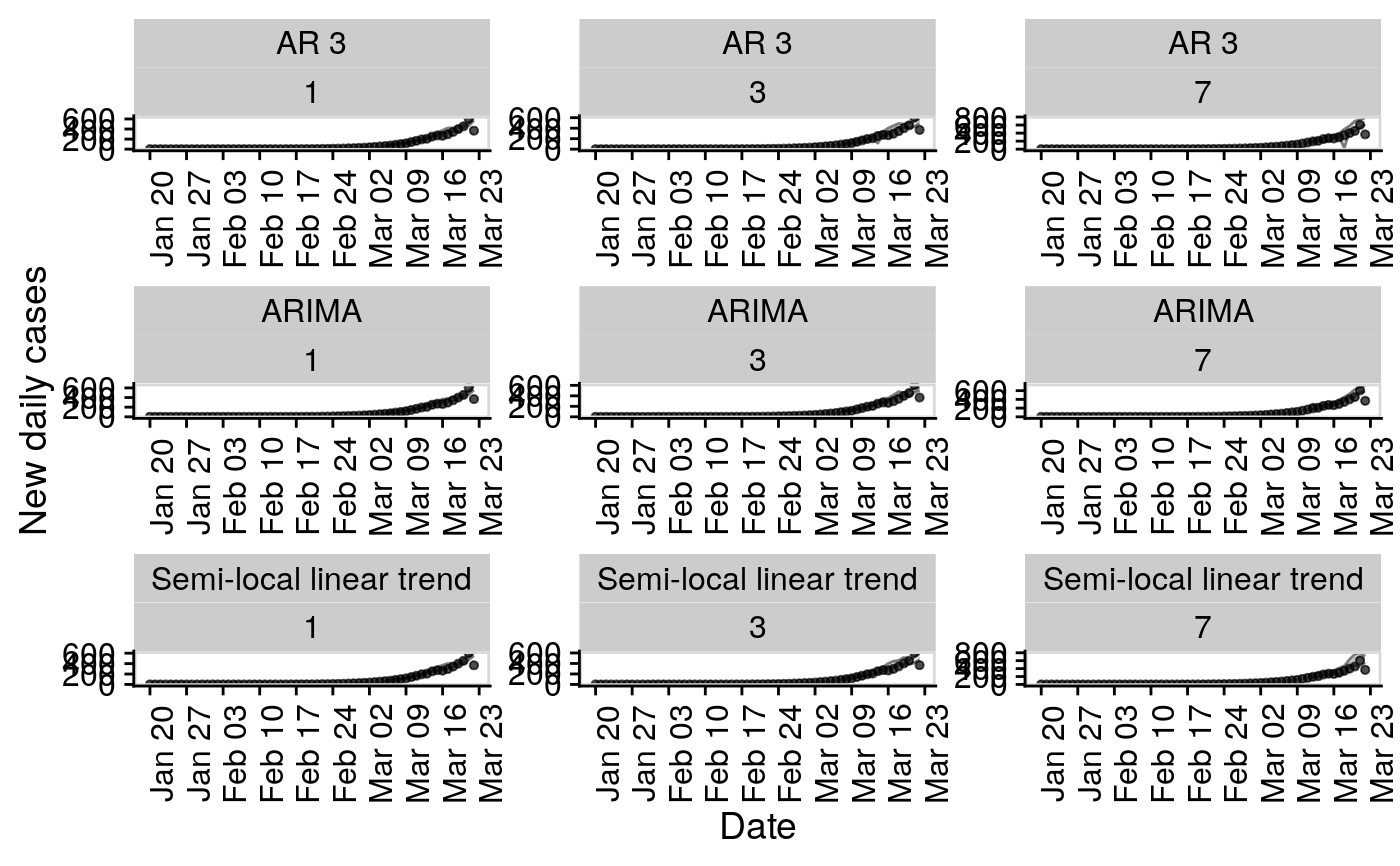 AR 3 AR 3 AR 3
1 3 7
600 600 800
0 0 0
Jan 20 Jan 27 Feb 03 Feb 10 Feb 17 Feb 24 Mar 02 Mar 09 Mar 16 Mar 23 Jan 20 Jan 27 Feb 03 Feb 10 Feb 17 Feb 24 Mar 02 Mar 09 Mar 16 Mar 23 Jan 20 Jan 27 Feb 03 Feb 10 Feb 17 Feb 24 Mar 02 Mar 09 Mar 16 Mar 23
New daily cases
ARIMA ARIMA ARIMA
1 3 7
600 600 600
0 0 0
Jan 20 Jan 27 Feb 03 Feb 10 Feb 17 Feb 24 Mar 02 Mar 09 Mar 16 Mar 23 Jan 20 Jan 27 Feb 03 Feb 10 Feb 17 Feb 24 Mar 02 Mar 09 Mar 16 Mar 23 Jan 20 Jan 27 Feb 03 Feb 10 Feb 17 Feb 24 Mar 02 Mar 09 Mar 16 Mar 23
Semi-local linear trend Semi-local linear trend Semi-local linear trend
1 3 7
600 600 800
0 0 0
Jan 20 Jan 27 Feb 03 Feb 10 Feb 17 Feb 24 Mar 02 Mar 09 Mar 16 Mar 23 Jan 20 Jan 27 Feb 03 Feb 10 Feb 17 Feb 24 Mar 02 Mar 09 Mar 16 Mar 23 Jan 20 Jan 27 Feb 03 Feb 10 Feb 17 Feb 24 Mar 02 Mar 09 Mar 16 Mar 23
Date